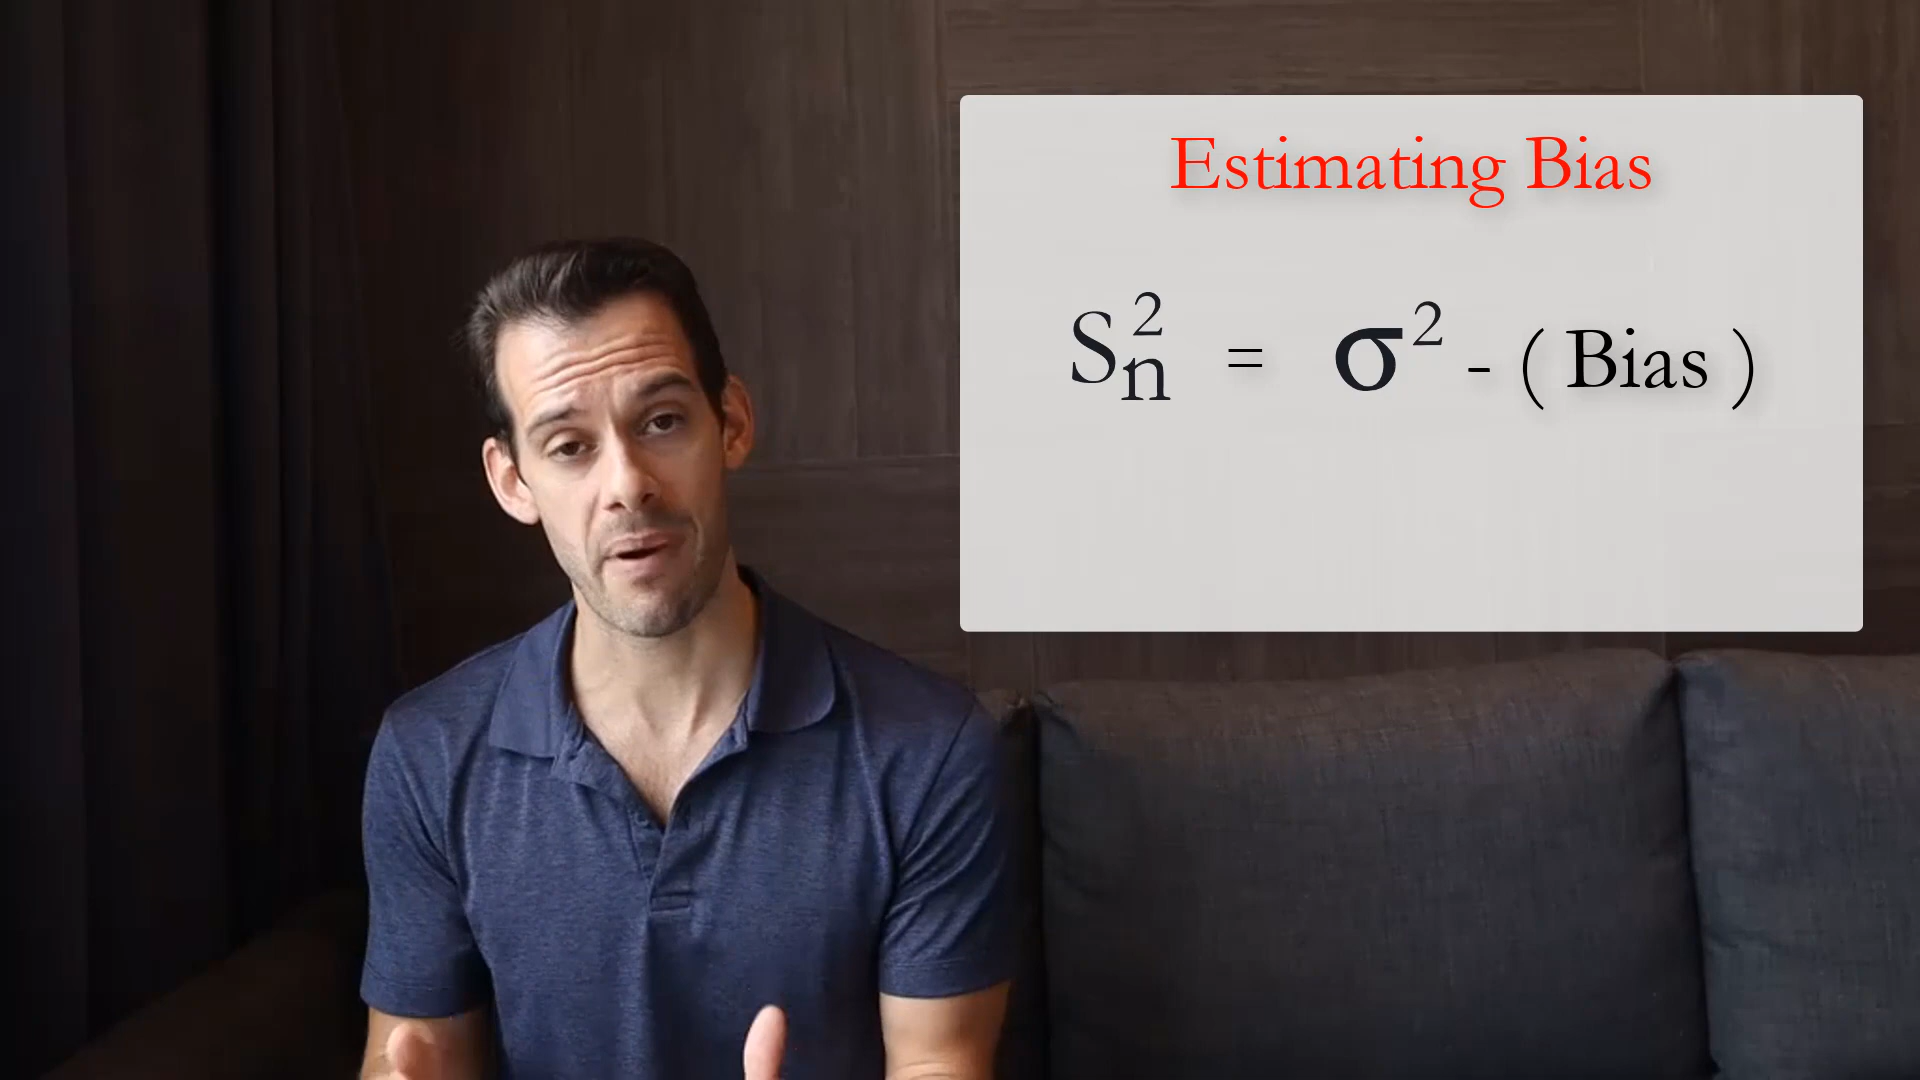 Estimating Bias
S²ₙ = σ² - ( Bias )